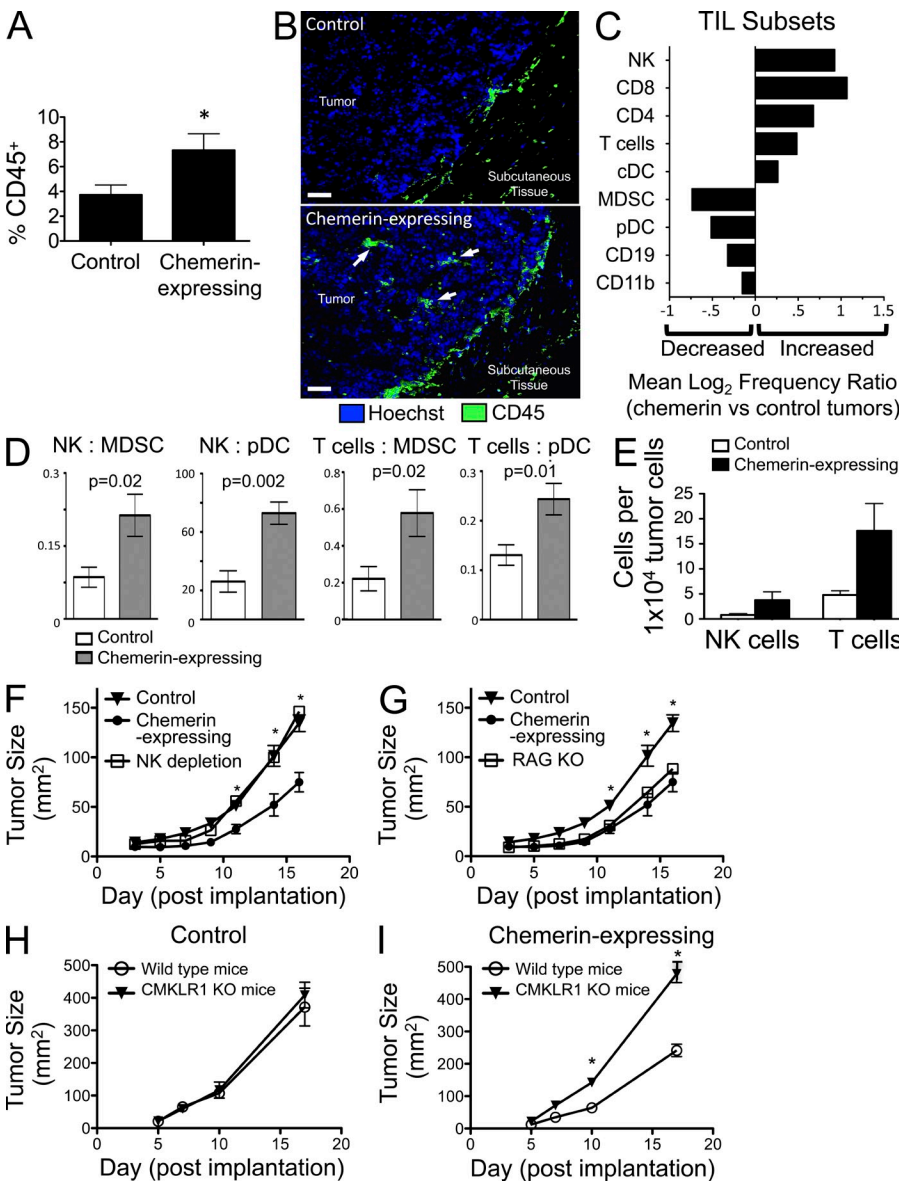 A
% CD45+
10
8
6
4
2
0
*
Control
Chemerin-
expressing
B
Control
Tumor
Subcutaneous
Tissue
Chemerin-expressing
Tumor
Subcutaneous
Tissue
Hoechst
CD45
C
TIL Subsets
NK
CD8
CD4
T cells
cDC
MDSC
pDC
CD19
CD11b
-1 -.5 0 .5 1 1.5
Decreased Increased
Mean Log2 Frequency Ratio
(chemerin vs control tumors)
D
NK : MDSC
p=0.02
0.3
0.15
0
NK : pDC
p=0.002
100
80
60
40
20
0
T cells : MDSC
p=0.02
0.8
0.6
0.4
0.2
0
T cells : pDC
p=0.01
0.3
0.2
0.1
0
Control
Chemerin-expressing
E
Control
Chemerin-expressing
Cells per
1x10⁴ tumor cells
25
20
15
10
5
0
NK cells T cells
F
Control
Chemerin
-expressing
NK depletion
* * *
Tumor Size
(mm²)
150
100
50
0
0 5 10 15 20
Day (post implantation)
G
Control
Chemerin
-expressing
RAG KO
* * *
Tumor Size
(mm²)
150
100
50
0
0 5 10 15 20
Day (post implantation)
H
Control
Wild type mice
CMKLR1 KO mice
Tumor Size
(mm²)
500
400
300
200
100
0
0 5 10 15 20
Day (post implantation)
I
Chemerin-expressing
Wild type mice
CMKLR1 KO mice
* *
Tumor Size
(mm²)
500
400
300
200
100
0
0 5 10 15 20
Day (post implantation)